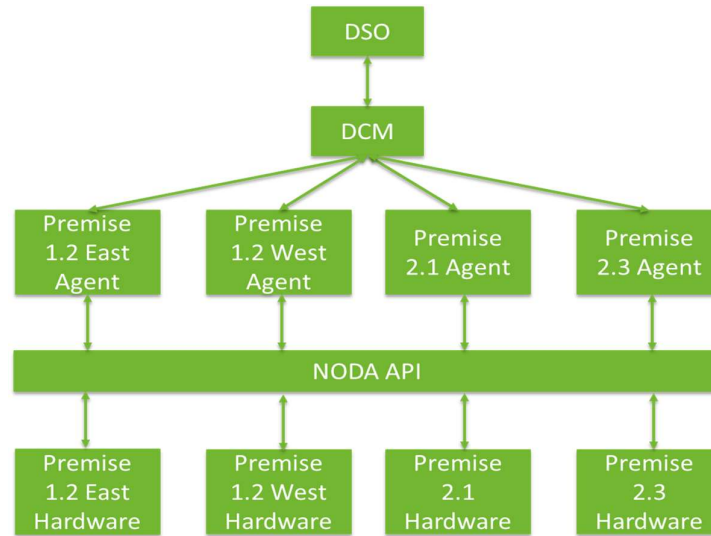 DSO
DCM
Premise
1.2 East
Agent
Premise
1.2 West
Agent
Premise
2.1 Agent
Premise
2.3 Agent
NODA API
Premise
1.2 East
Hardware
Premise
1.2 West
Hardware
Premise
2.1
Hardware
Premise
2.3
Hardware